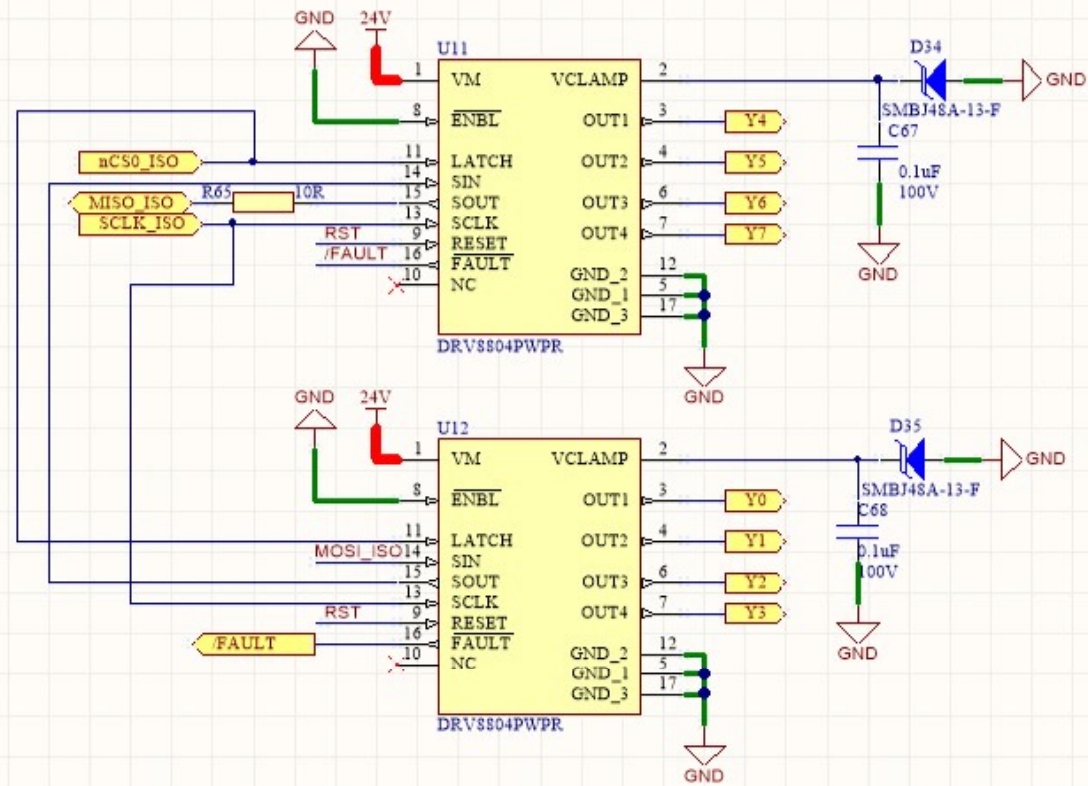 GND 24V
U11
1 VM VCLAMP 2
8 ENBL OUT1 3 Y4
nCS0_ISO 11 LATCH OUT2 4 Y5
14 SIN
MISO_ISO R65 10R 15 SOUT OUT3 6 Y6
SCLK_ISO 13 SCLK
RST 9 RESET OUT4 7 Y7
/FAULT 16 FAULT
10 NC
GND_2 12
GND_1 5
GND_3 17
DRV8804PWPR
GND
D34
GND
SMBJ48A-13-F
C67
0.1uF
100V
GND
GND 24V
U12
1 VM VCLAMP 2
8 ENBL OUT1 3 Y0
11 LATCH OUT2 4 Y1
MOSI_ISO 14 SIN
15 SOUT OUT3 6 Y2
13 SCLK
RST 9 RESET OUT4 7 Y3
/FAULT 16 FAULT
10 NC
GND_2 12
GND_1 5
GND_3 17
DRV8804PWPR
GND
D35
GND
SMBJ48A-13-F
C68
0.1uF
100V
GND